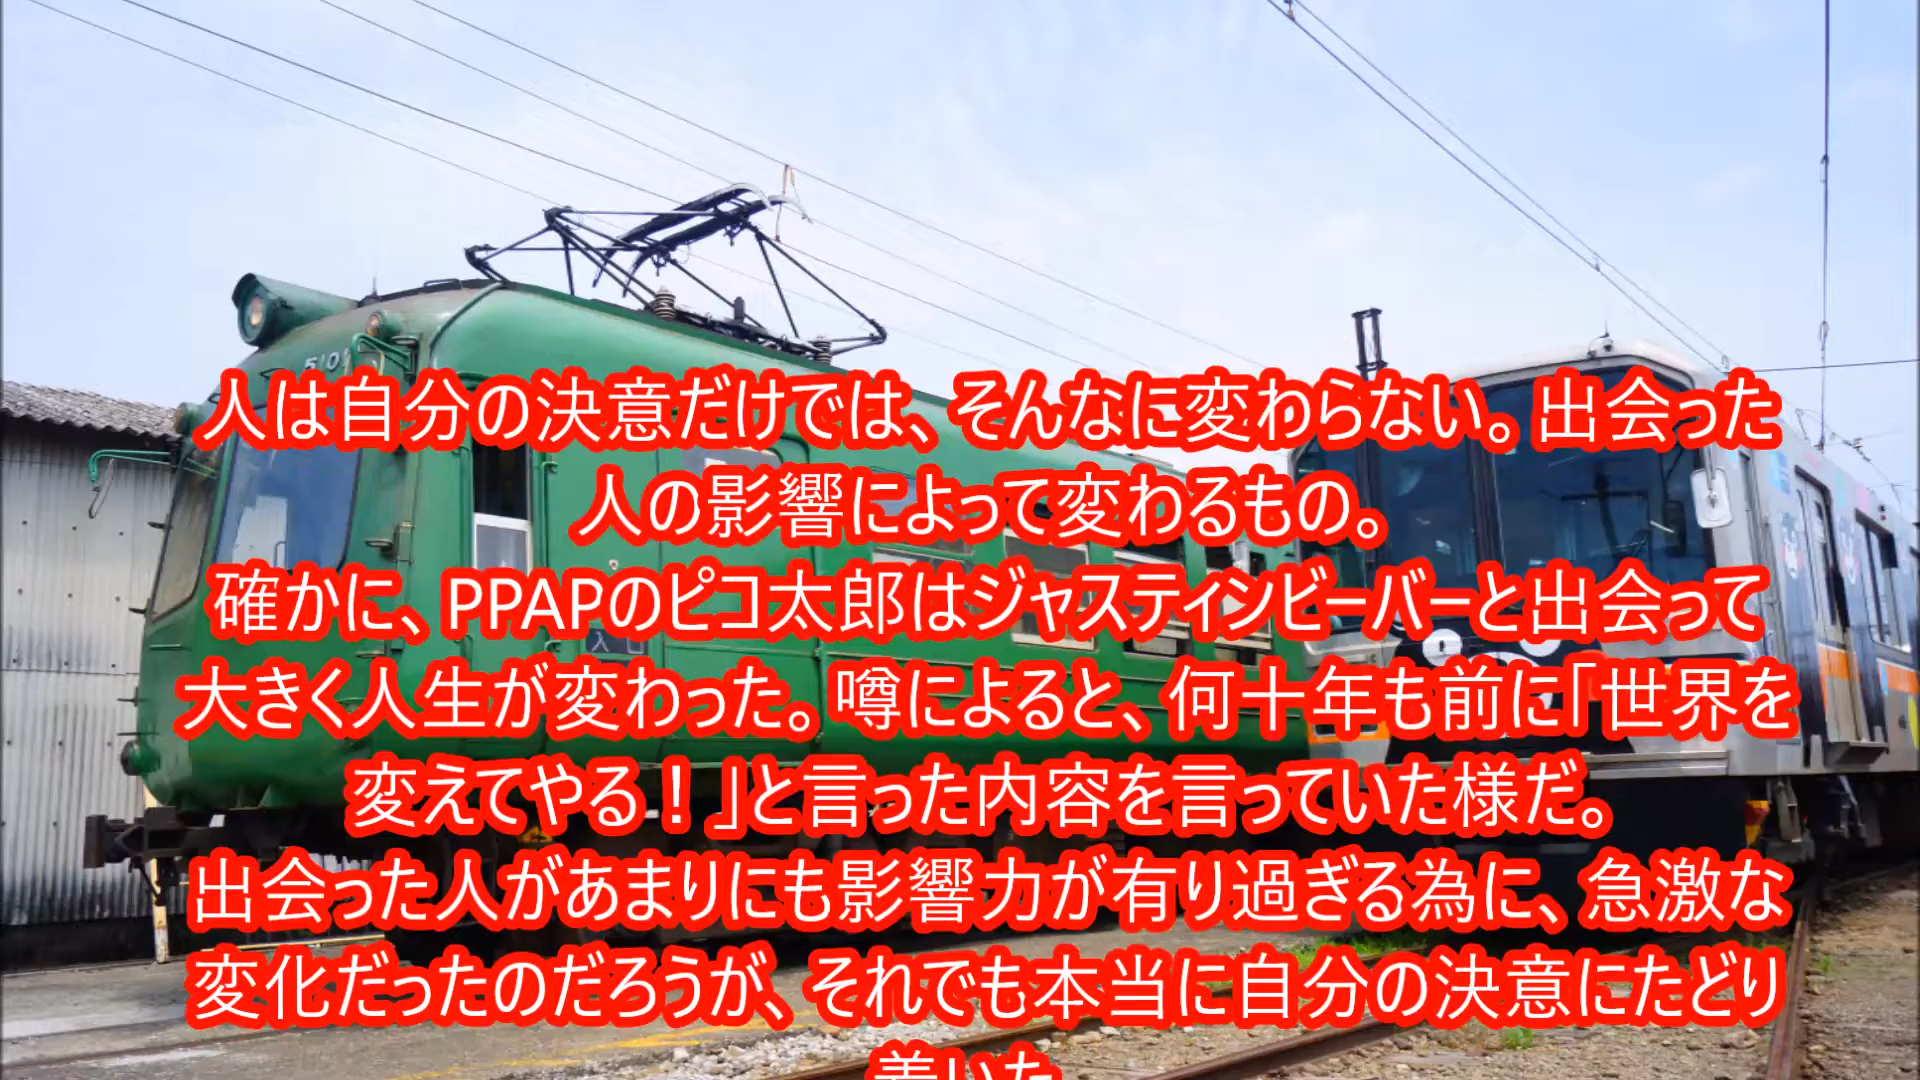 5101
人は自分の決意だけでは、そんなに変わらない。出会った
人の影響によって変わるもの。
確かに、PPAPのピコ太郎はジャスティンビーバーと出会って
入口
大きく人生が変わった。噂によると、何十年も前に「世界を
変えてやる！」と言った内容を言っていた様だ。
出会った人があまりにも影響力が有り過ぎる為に、急激な
変化だったのだろうが、それでも本当に自分の決意にたどり
着いた